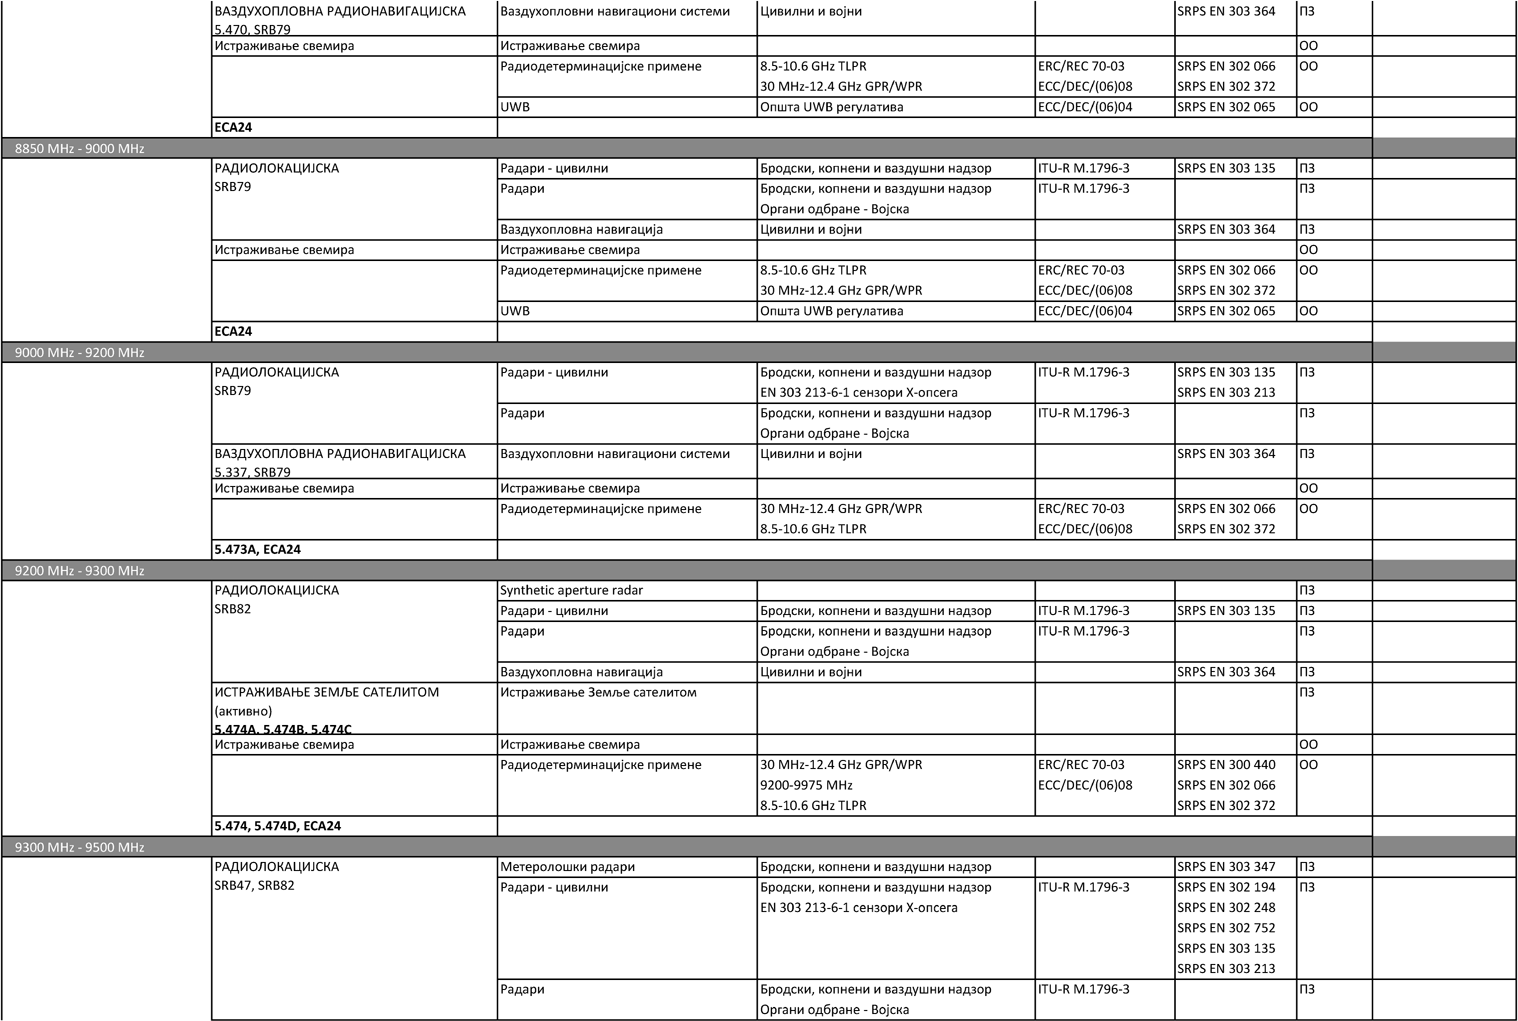 ВАЗДУХОПЛОВНА РАДИОНАВИГАЦИЈСКА Ваздухопловни навигациони системи Цивилни и војни SRPS EN 303 364 ПЗ
5.470, SRB79
Истраживање свемира Истраживање свемира ОО
Радиодетерминацијске примене 8.5-10.6 GHz TLPR ERC/REC 70-03 SRPS EN 302 066 ОО
30 MHz-12.4 GHz GPR/WPR ECC/DEC/(06)08 SRPS EN 302 372
UWB Општа UWB регулатива ECC/DEC/(06)04 SRPS EN 302 065 ОО
ECA24
8850 MHz - 9000 MHz
РАДИОЛОКАЦИЈСКА Радари - цивилни Бродски, копнени и ваздушни надзор ITU-R M.1796-3 SRPS EN 303 135 ПЗ
SRB79 Радари Бродски, копнени и ваздушни надзор ITU-R M.1796-3 ПЗ
Органи одбране - Војска
Ваздухопловна навигација Цивилни и војни SRPS EN 303 364 ПЗ
Истраживање свемира Истраживање свемира ОО
Радиодетерминацијске примене 8.5-10.6 GHz TLPR ERC/REC 70-03 SRPS EN 302 066 ОО
30 MHz-12.4 GHz GPR/WPR ECC/DEC/(06)08 SRPS EN 302 372
UWB Општа UWB регулатива ECC/DEC/(06)04 SRPS EN 302 065 ОО
ECA24
9000 MHz - 9200 MHz
РАДИОЛОКАЦИЈСКА Радари - цивилни Бродски, копнени и ваздушни надзор ITU-R M.1796-3 SRPS EN 303 135 ПЗ
SRB79 EN 303 213-6-1 сензори X-опсега SRPS EN 303 213
Радари Бродски, копнени и ваздушни надзор ITU-R M.1796-3 ПЗ
Органи одбране - Војска
ВАЗДУХОПЛОВНА РАДИОНАВИГАЦИЈСКА Ваздухопловни навигациони системи Цивилни и војни SRPS EN 303 364 ПЗ
5.337, SRB79
Истраживање свемира Истраживање свемира ОО
Радиодетерминацијске примене 30 MHz-12.4 GHz GPR/WPR ERC/REC 70-03 SRPS EN 302 066 ОО
8.5-10.6 GHz TLPR ECC/DEC/(06)08 SRPS EN 302 372
5.473A, ECA24
9200 MHz - 9300 MHz
РАДИОЛОКАЦИЈСКА Synthetic aperture radar ПЗ
SRB82 Радари - цивилни Бродски, копнени и ваздушни надзор ITU-R M.1796-3 SRPS EN 303 135 ПЗ
Радари Бродски, копнени и ваздушни надзор ITU-R M.1796-3 ПЗ
Органи одбране - Војска
Ваздухопловна навигација Цивилни и војни SRPS EN 303 364 ПЗ
ИСТРАЖИВАЊЕ ЗЕМЉЕ САТЕЛИТОМ Истраживање Земље сателитом ПЗ
(активно)
5.474A, 5.474B, 5.474C
Истраживање свемира Истраживање свемира ОО
Радиодетерминацијске примене 30 MHz-12.4 GHz GPR/WPR ERC/REC 70-03 SRPS EN 300 440 ОО
9200-9975 MHz ECC/DEC/(06)08 SRPS EN 302 066
8.5-10.6 GHz TLPR SRPS EN 302 372
5.474, 5.474D, ECA24
9300 MHz - 9500 MHz
РАДИОЛОКАЦИЈСКА Метеролошки радари Бродски, копнени и ваздушни надзор SRPS EN 303 347 ПЗ
SRB47, SRB82 Радари - цивилни Бродски, копнени и ваздушни надзор ITU-R M.1796-3 SRPS EN 302 194 ПЗ
EN 303 213-6-1 сензори X-опсега SRPS EN 302 248
SRPS EN 302 752
SRPS EN 303 135
SRPS EN 303 213
Радари Бродски, копнени и ваздушни надзор ITU-R M.1796-3 ПЗ
Органи одбране - Војска